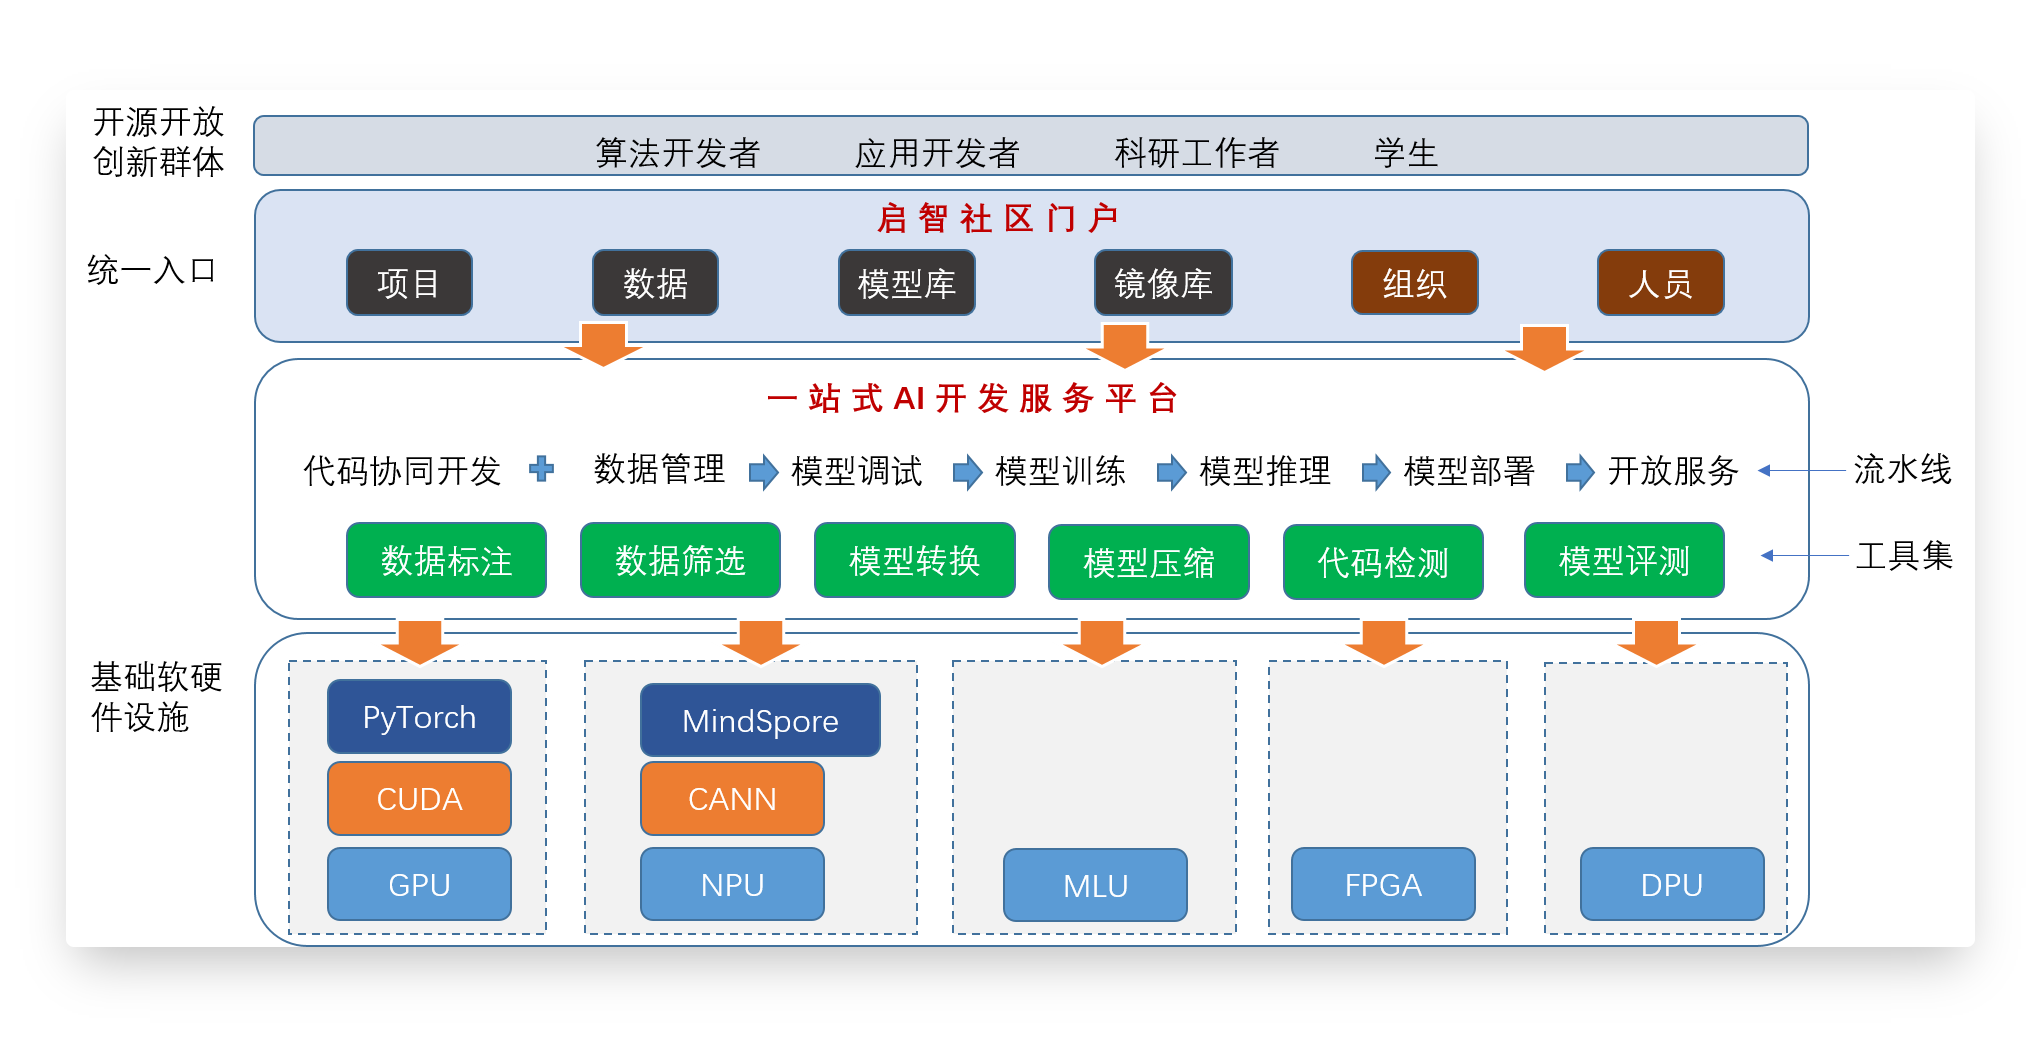 开源开放
创新群体
算法开发者 应用开发者 科研工作者 学生
统一入口
启智社区门户
项目 数据 模型库 镜像库 组织 人员
一站式AI开发服务平台
代码协同开发 数据管理 模型调试 模型训练 模型推理 模型部署 开放服务 流水线
数据标注 数据筛选 模型转换 模型压缩 代码检测 模型评测 工具集
基础软硬
件设施
PyTorch MindSpore
CUDA CANN
GPU NPU MLU FPGA DPU